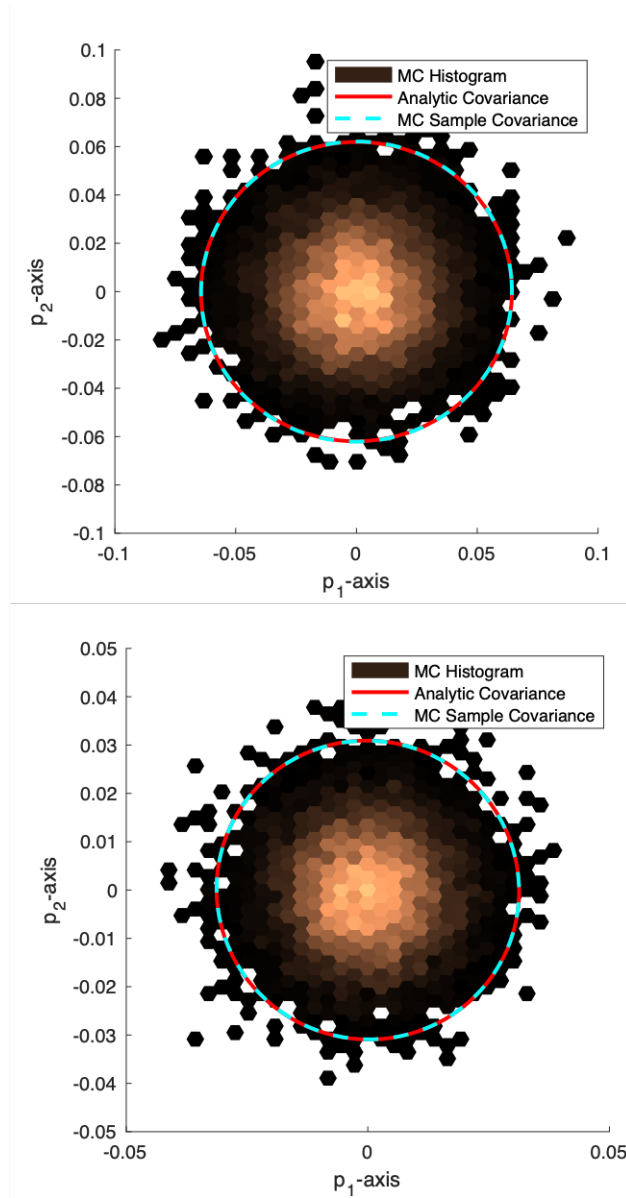 0.1
0.08
0.06
0.04
0.02
0
-0.02
-0.04
-0.06
-0.08
-0.1
p₂-axis
MC Histogram
Analytic Covariance
MC Sample Covariance
-0.1 -0.05 0 0.05 0.1
p₁-axis
0.05
0.04
0.03
0.02
0.01
0
-0.01
-0.02
-0.03
-0.04
-0.05
p₂-axis
MC Histogram
Analytic Covariance
MC Sample Covariance
-0.05 0 0.05
p₁-axis